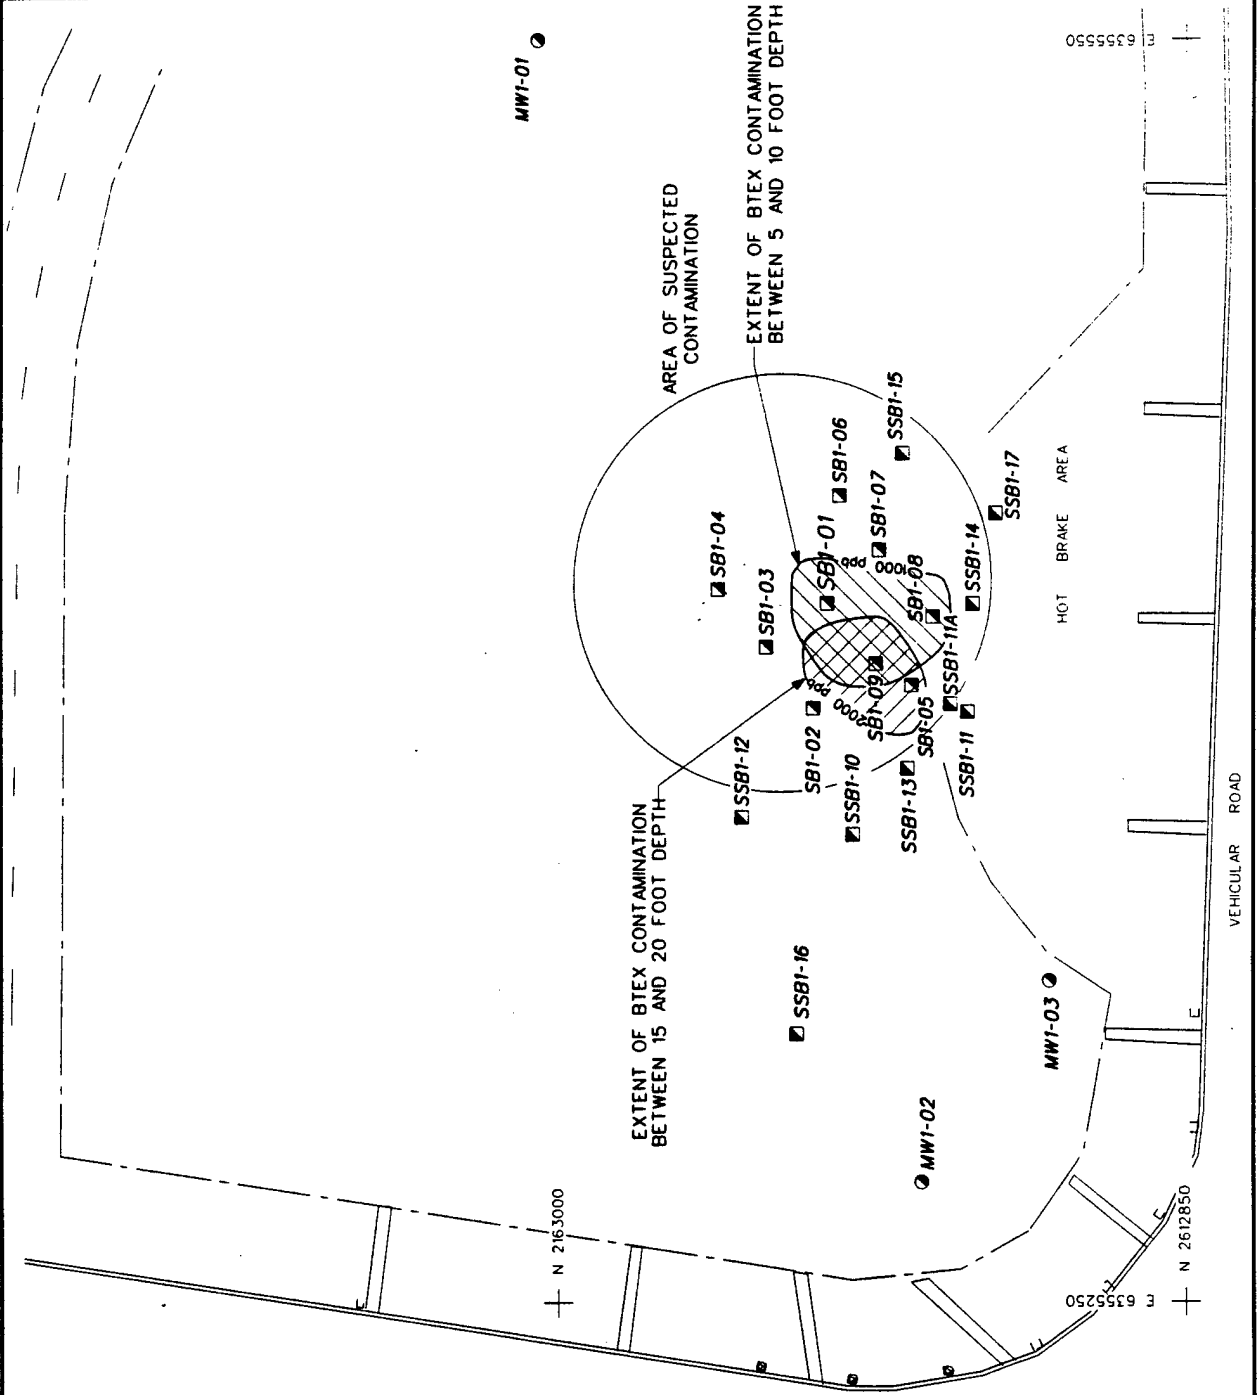 MW1-01
E 6355550
EXTENT OF BTEX CONTAMINATION
BETWEEN 5 AND 10 FOOT DEPTH
AREA OF SUSPECTED
CONTAMINATION
SSB1-15
SB1-06
SB1-07
SSB1-17
SB1-04
SB1-01
1000 ppb
SB1-08
SSB1-14
HOT BRAKE AREA
SB1-03
SSB1-11A
SB1-09
SB1-05
2000 ppb
SB1-02
SSB1-11
SSB1-12
SSB1-10
SSB1-13
EXTENT OF BTEX CONTAMINATION
BETWEEN 15 AND 20 FOOT DEPTH
VEHICULAR ROAD
SSB1-16
MW1-03
MW1-02
N 2163000
N 2612850
E 6355250